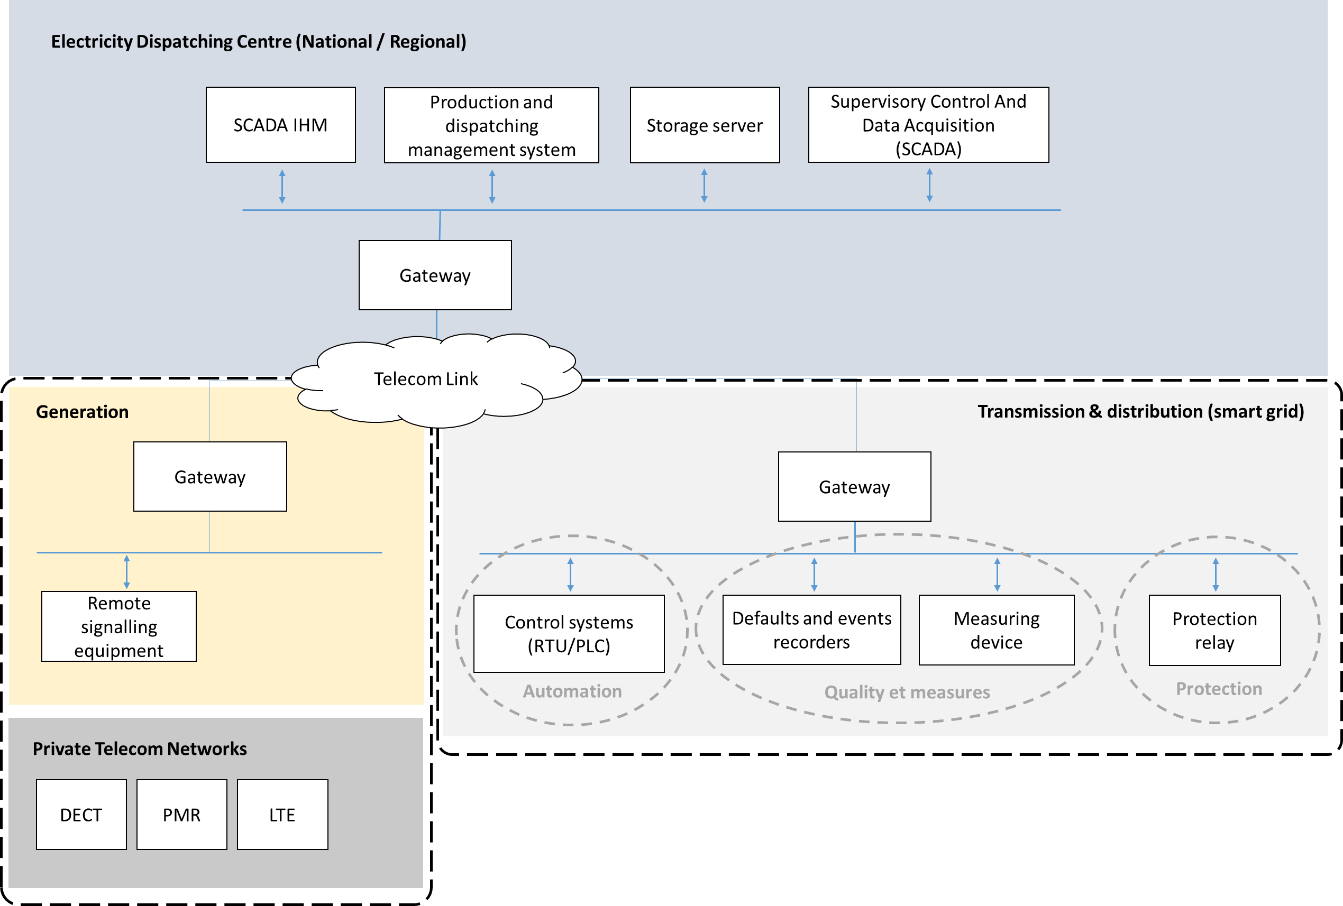 Electricity Dispatching Centre (National / Regional)
SCADA IHM
Production and
dispatching
management system
Storage server
Supervisory Control And
Data Acquisition
(SCADA)
Gateway
Telecom Link
Generation
Gateway
Remote
signalling
equipment
Transmission & distribution (smart grid)
Gateway
Control systems
(RTU/PLC)
Automation
Defaults and events
recorders
Measuring
device
Quality et measures
Protection
relay
Protection
Private Telecom Networks
DECT
PMR
LTE